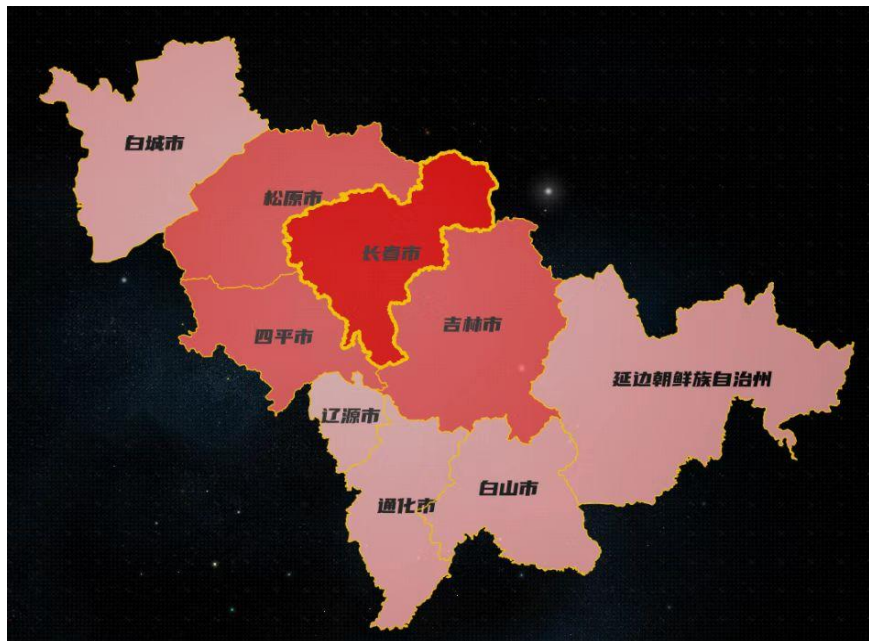 白城市
松原市
长春市
四平市
吉林市
延边朝鲜族自治州
辽源市
通化市
白山市